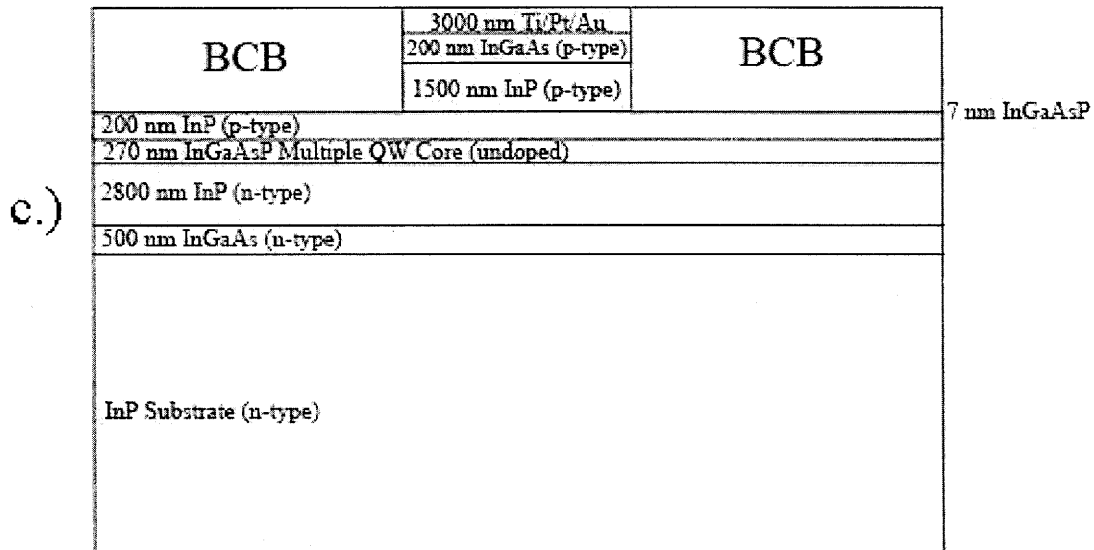 3000 nm Ti/Pt/Au
BCB
200 nm InGaAs (p-type)
BCB
1500 nm InP (p-type)
7 nm InGaAsP
200 nm InP (p-type)
270 nm InGaAsP Multiple QW Core (undoped)
c.)
2800 nm InP (n-type)
500 nm InGaAs (n-type)
InP Substrate (n-type)